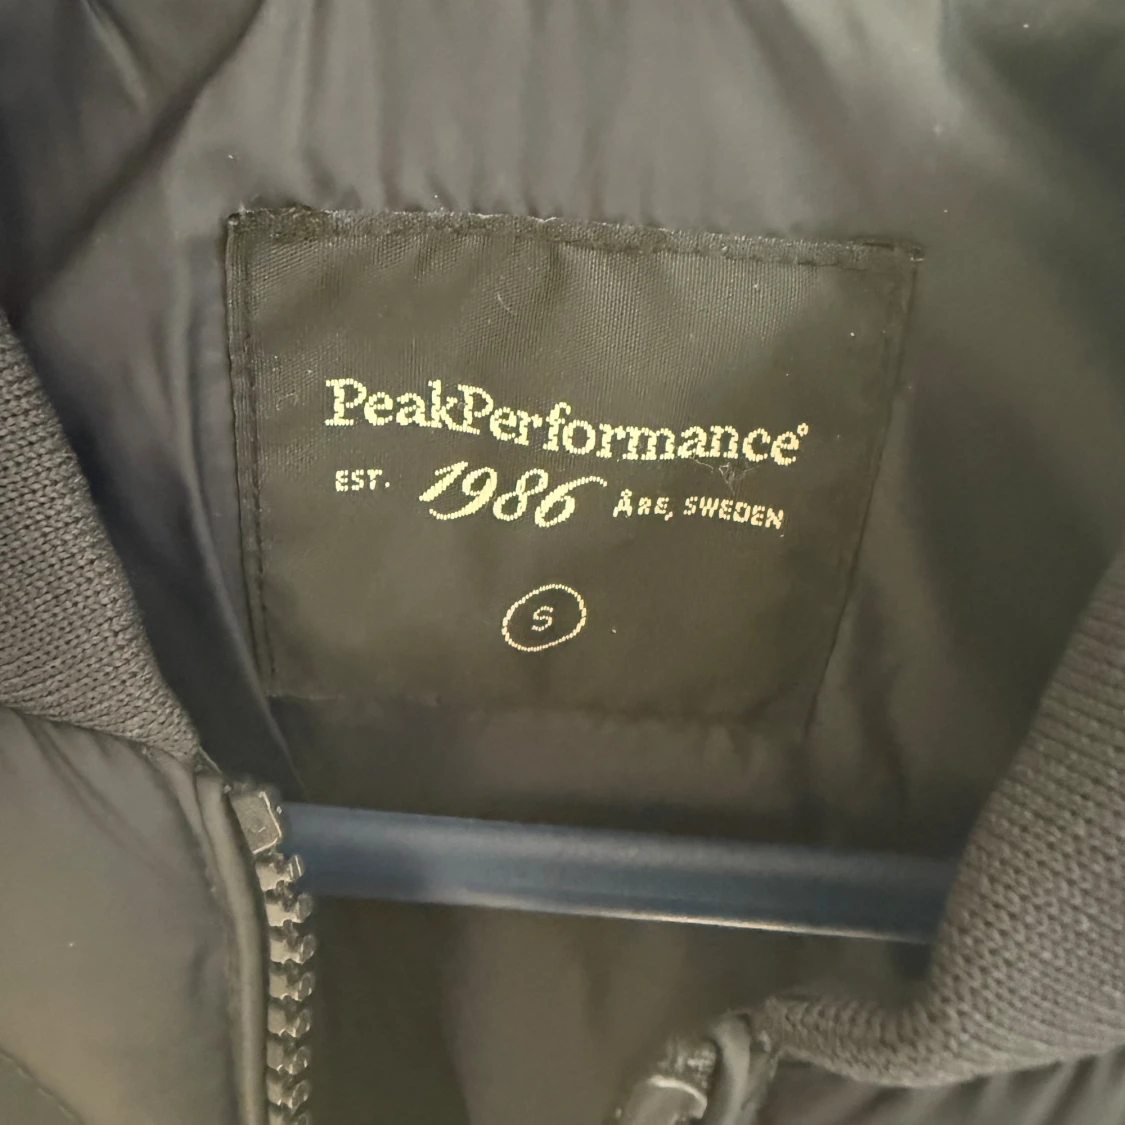 PeakPerformance®
EST. 1986 ÅRE, SWEDEN
S